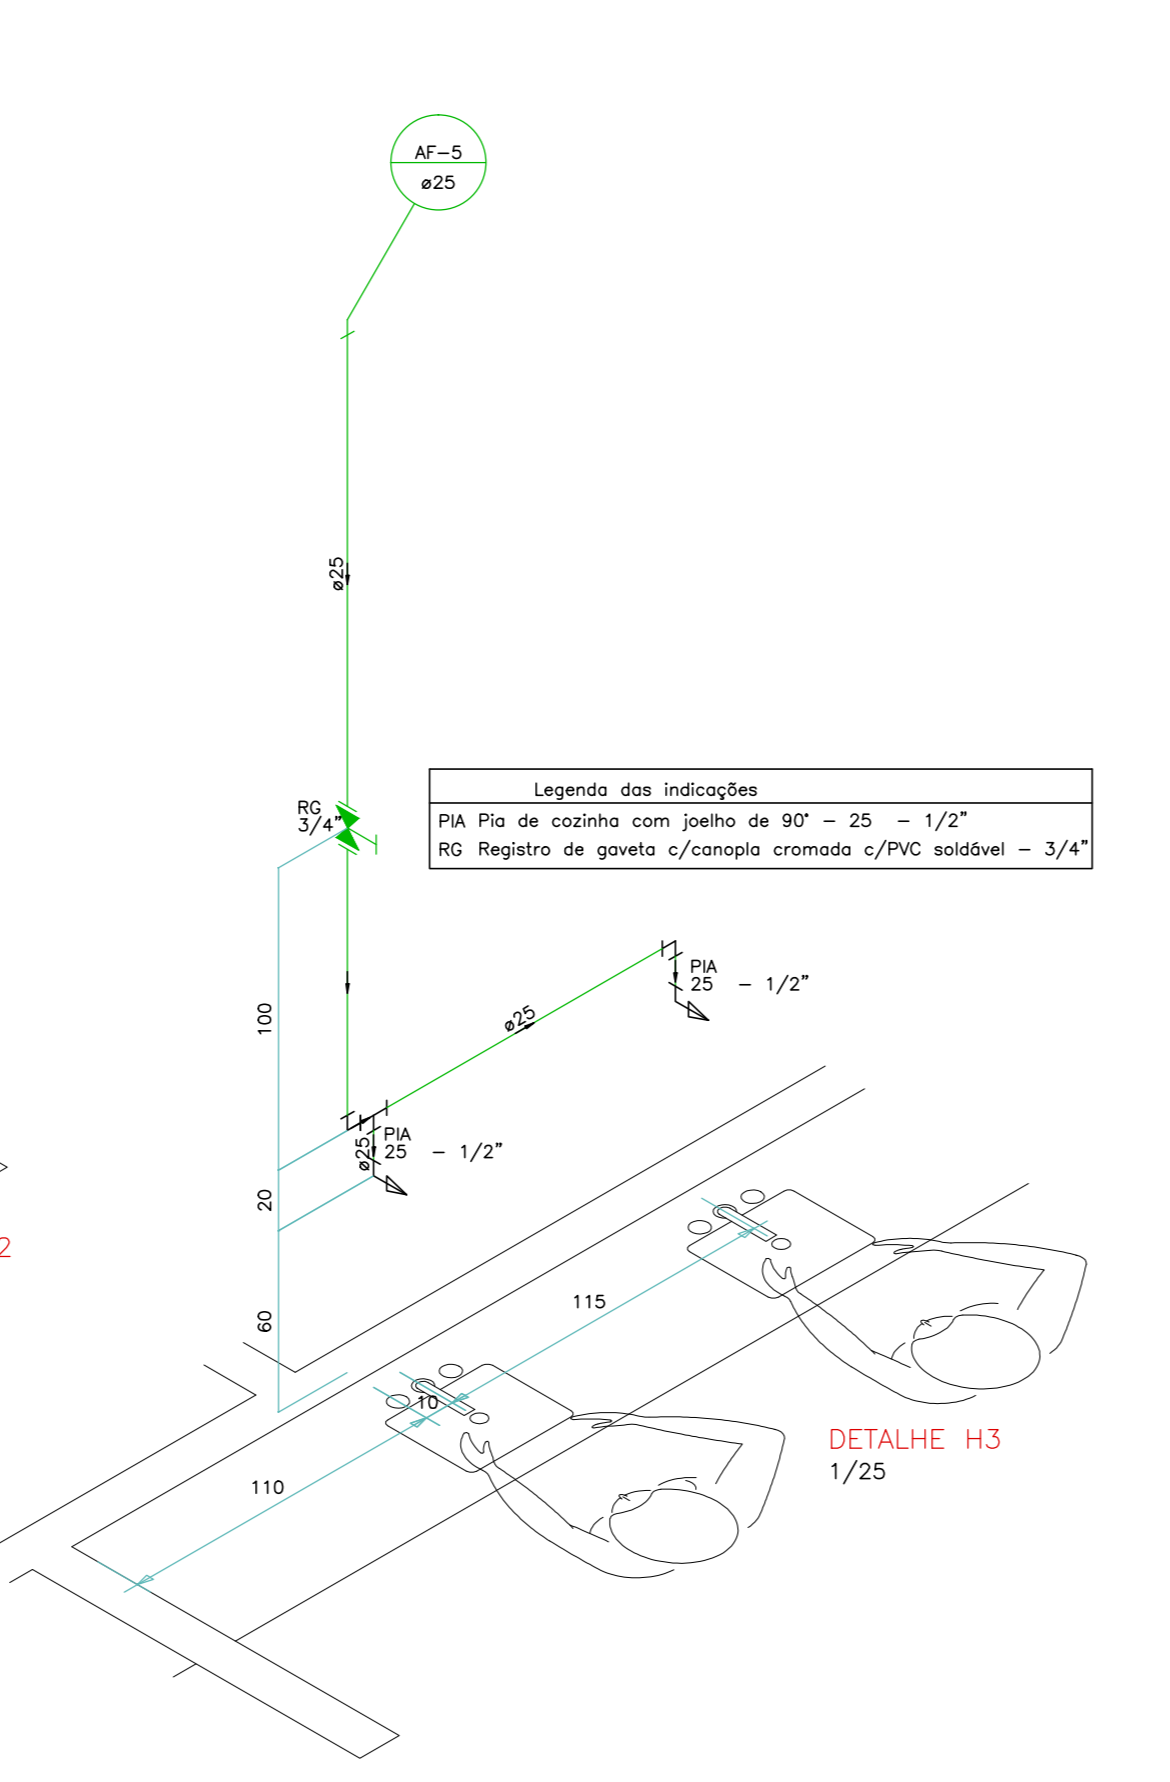 AF-5
ø25
ø25
RG
3/4"
Legenda das indicações
PIA Pia de cozinha com joelho de 90° - 25 - 1/2"
RG Registro de gaveta c/canopla cromada c/PVC soldável - 3/4"
PIA
25 - 1/2"
ø25
100
PIA
25 - 1/2"
ø25
20
2
60
115
10
110
DETALHE H3
1/25